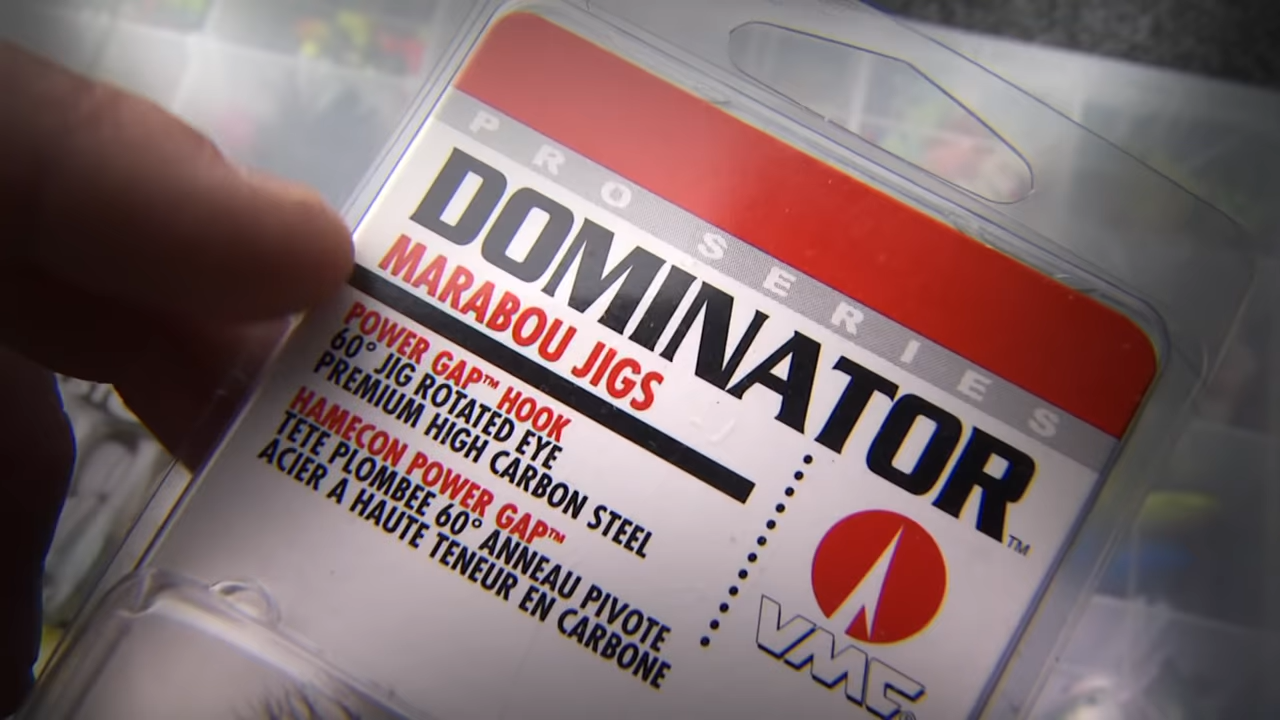 PRO SERIES
DOMINATOR™
MARABOU JIGS
POWER GAP™ HOOK
60° JIG ROTATED EYE
PREMIUM HIGH CARBON STEEL
HAMECON POWER GAP™
TETE PLOMBEE 60° ANNEAU PIVOTE
ACIER A HAUTE TENEUR EN CARBONE
VMC®